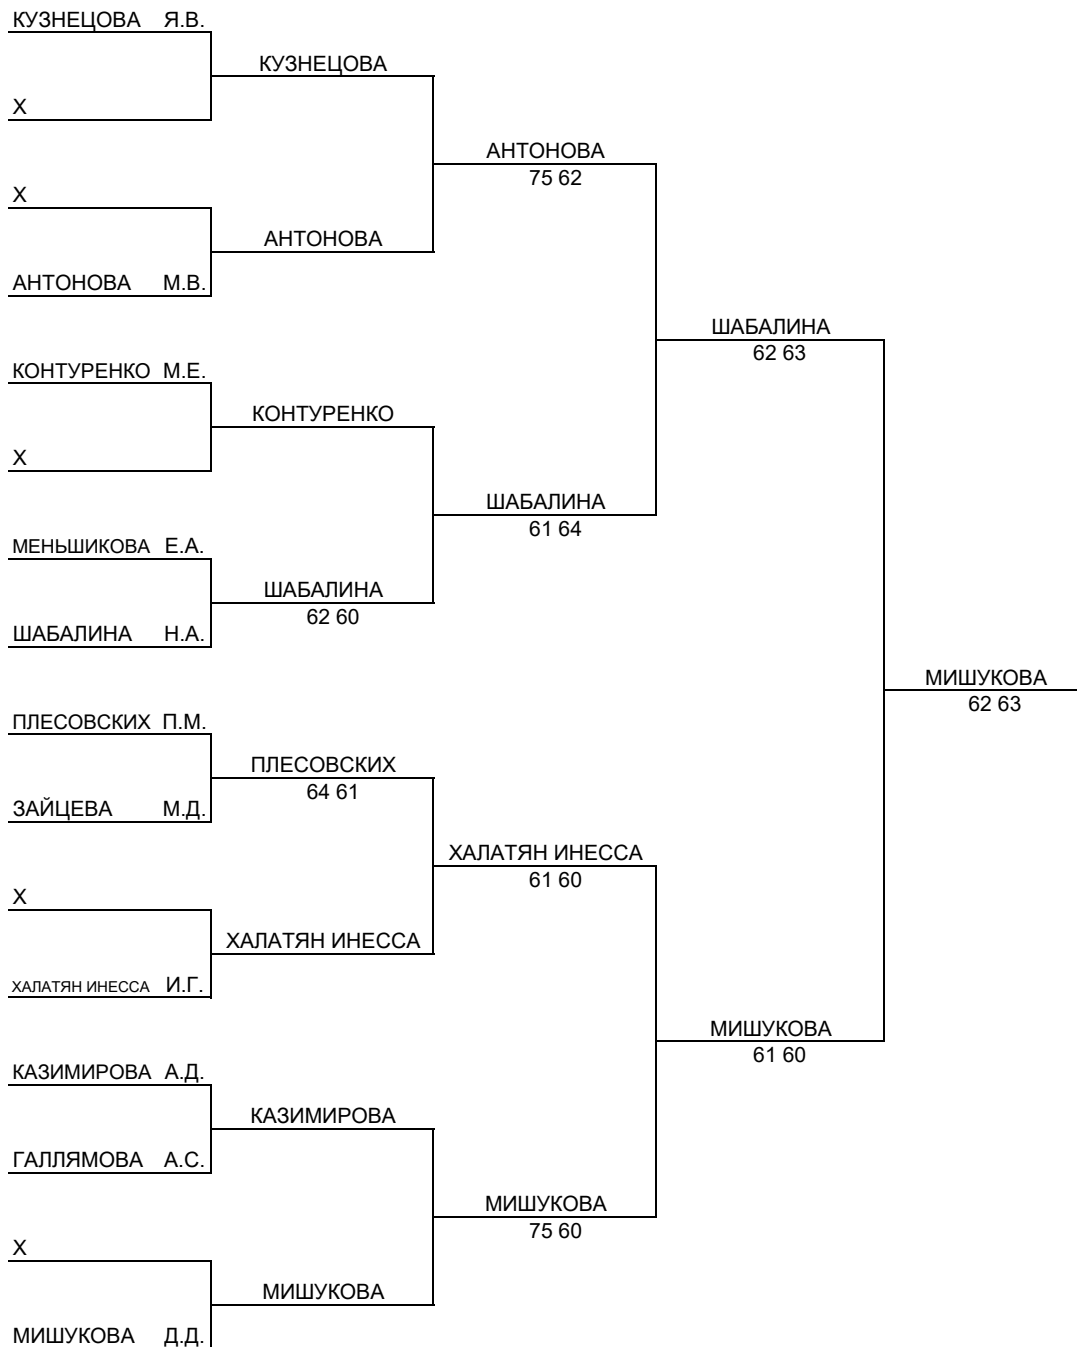 КУЗНЕЦОВА Я.В.
КУЗНЕЦОВА
X
АНТОНОВА
75 62
X
АНТОНОВА
АНТОНОВА М.В.
ШАБАЛИНА
62 63
КОНТУРЕНКО М.Е.
КОНТУРЕНКО
X
ШАБАЛИНА
61 64
МЕНЬШИКОВА Е.А.
ШАБАЛИНА
62 60
ШАБАЛИНА Н.А.
МИШУКОВА
62 63
ПЛЕСОВСКИХ П.М.
ПЛЕСОВСКИХ
64 61
ЗАЙЦЕВА М.Д.
ХАЛАТЯН ИНЕССА
61 60
X
ХАЛАТЯН ИНЕССА
ХАЛАТЯН ИНЕССА И.Г.
МИШУКОВА
61 60
КАЗИМИРОВА А.Д.
КАЗИМИРОВА
ГАЛЛЯМОВА А.С.
МИШУКОВА
75 60
X
МИШУКОВА
МИШУКОВА Д.Д.